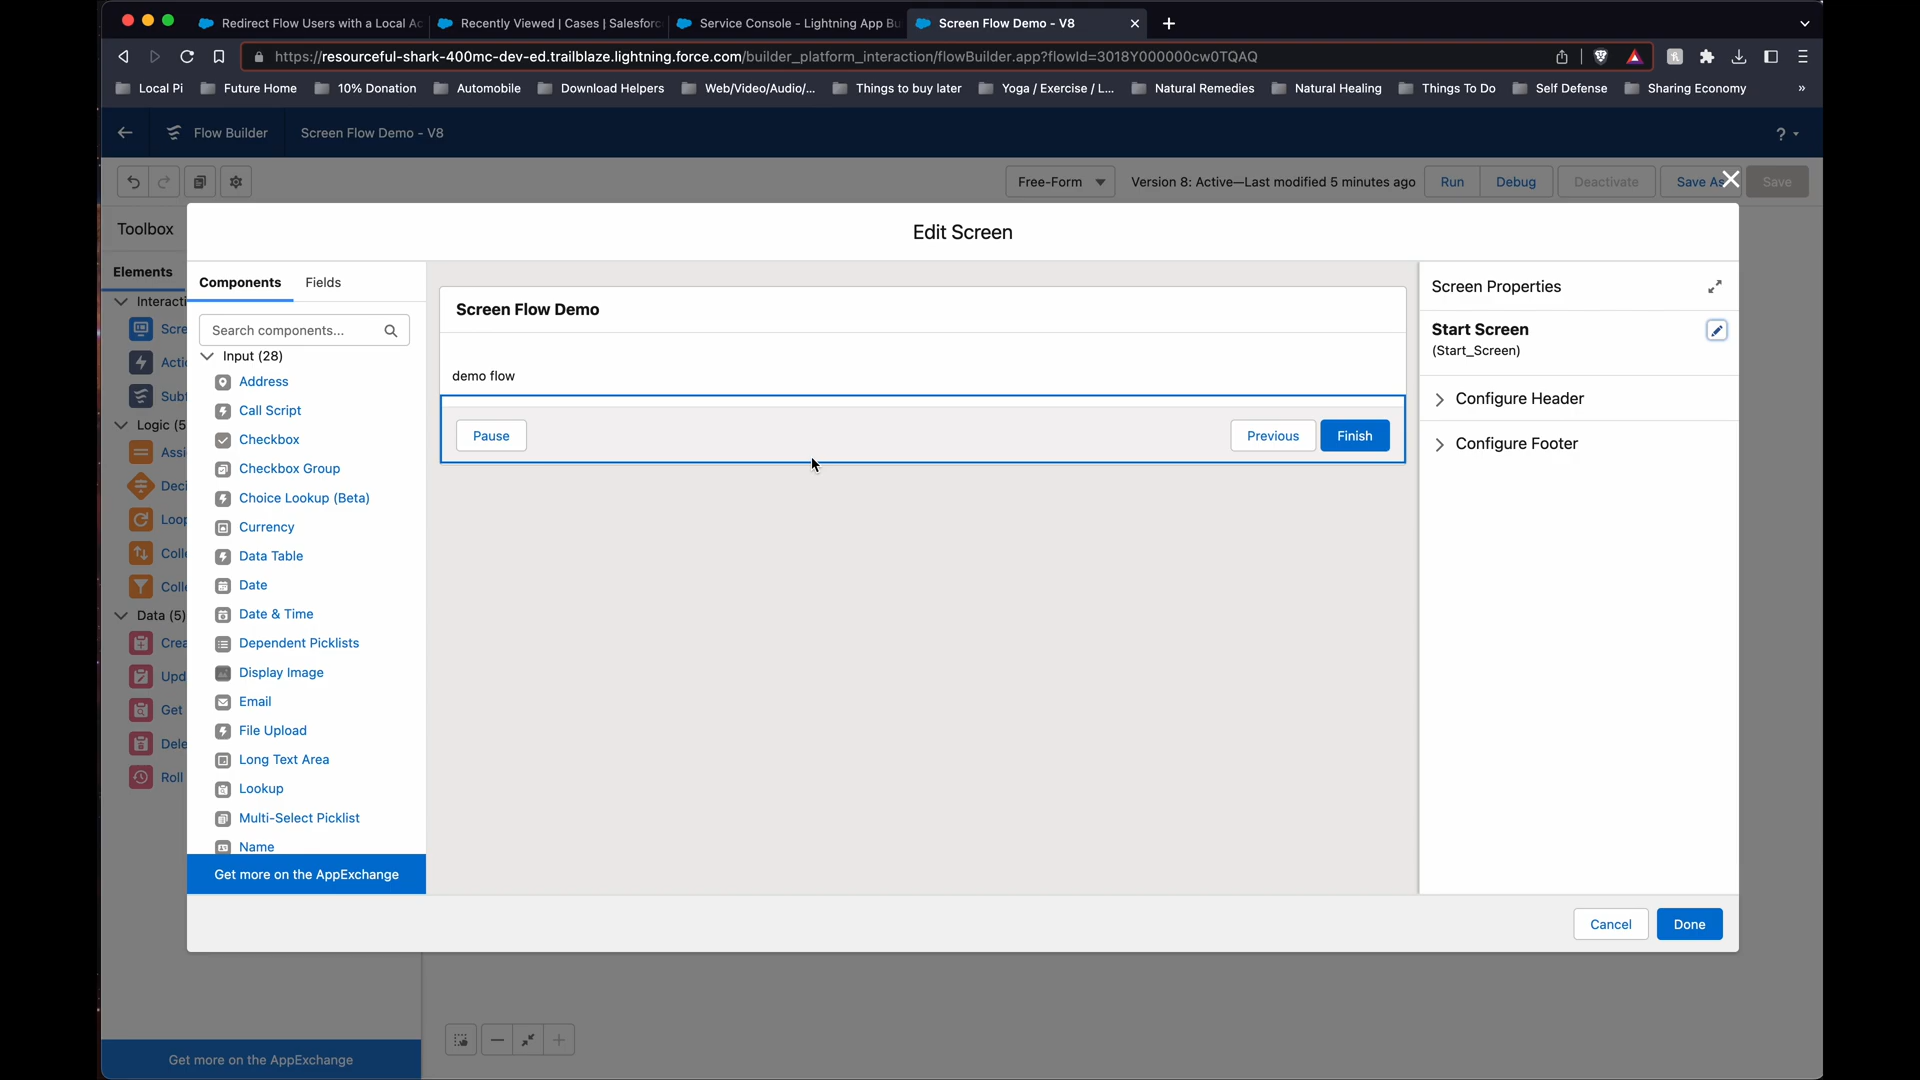 Redirect Flow Users with a Local Ac
Recently Viewed | Cases | Salesforc
Service Console - Lightning App Bu
Screen Flow Demo - V8
https://resourceful-shark-400mc-dev-ed.trailblaze.lightning.force.com/builder_platform_interaction/flowBuilder.app?flowId=3018Y000000cw0TQAQ
Local Pi
Future Home
10% Donation
Automobile
Download Helpers
Web/Video/Audio/...
Things to buy later
Yoga / Exercise / L...
Natural Remedies
Natural Healing
Things To Do
Self Defense
Sharing Economy
»
Flow Builder
Screen Flow Demo - V8
?
Free-Form
Version 8: Active—Last modified 5 minutes ago
Run
Debug
Deactivate
Save As
Save
Toolbox
Elements
Interacti
Scre
Actio
Subf
Logic (5
Assi
Deci
Loop
Colle
Colle
Data (5)
Crea
Upd
Get
Dele
Roll
Get more on the AppExchange
Edit Screen
Components
Fields
Search components...
Input (28)
Address
Call Script
Checkbox
Checkbox Group
Choice Lookup (Beta)
Currency
Data Table
Date
Date & Time
Dependent Picklists
Display Image
Email
File Upload
Long Text Area
Lookup
Multi-Select Picklist
Name
Get more on the AppExchange
Screen Flow Demo
demo flow
Pause
Previous
Finish
Screen Properties
Start Screen
(Start_Screen)
Configure Header
Configure Footer
Cancel
Done